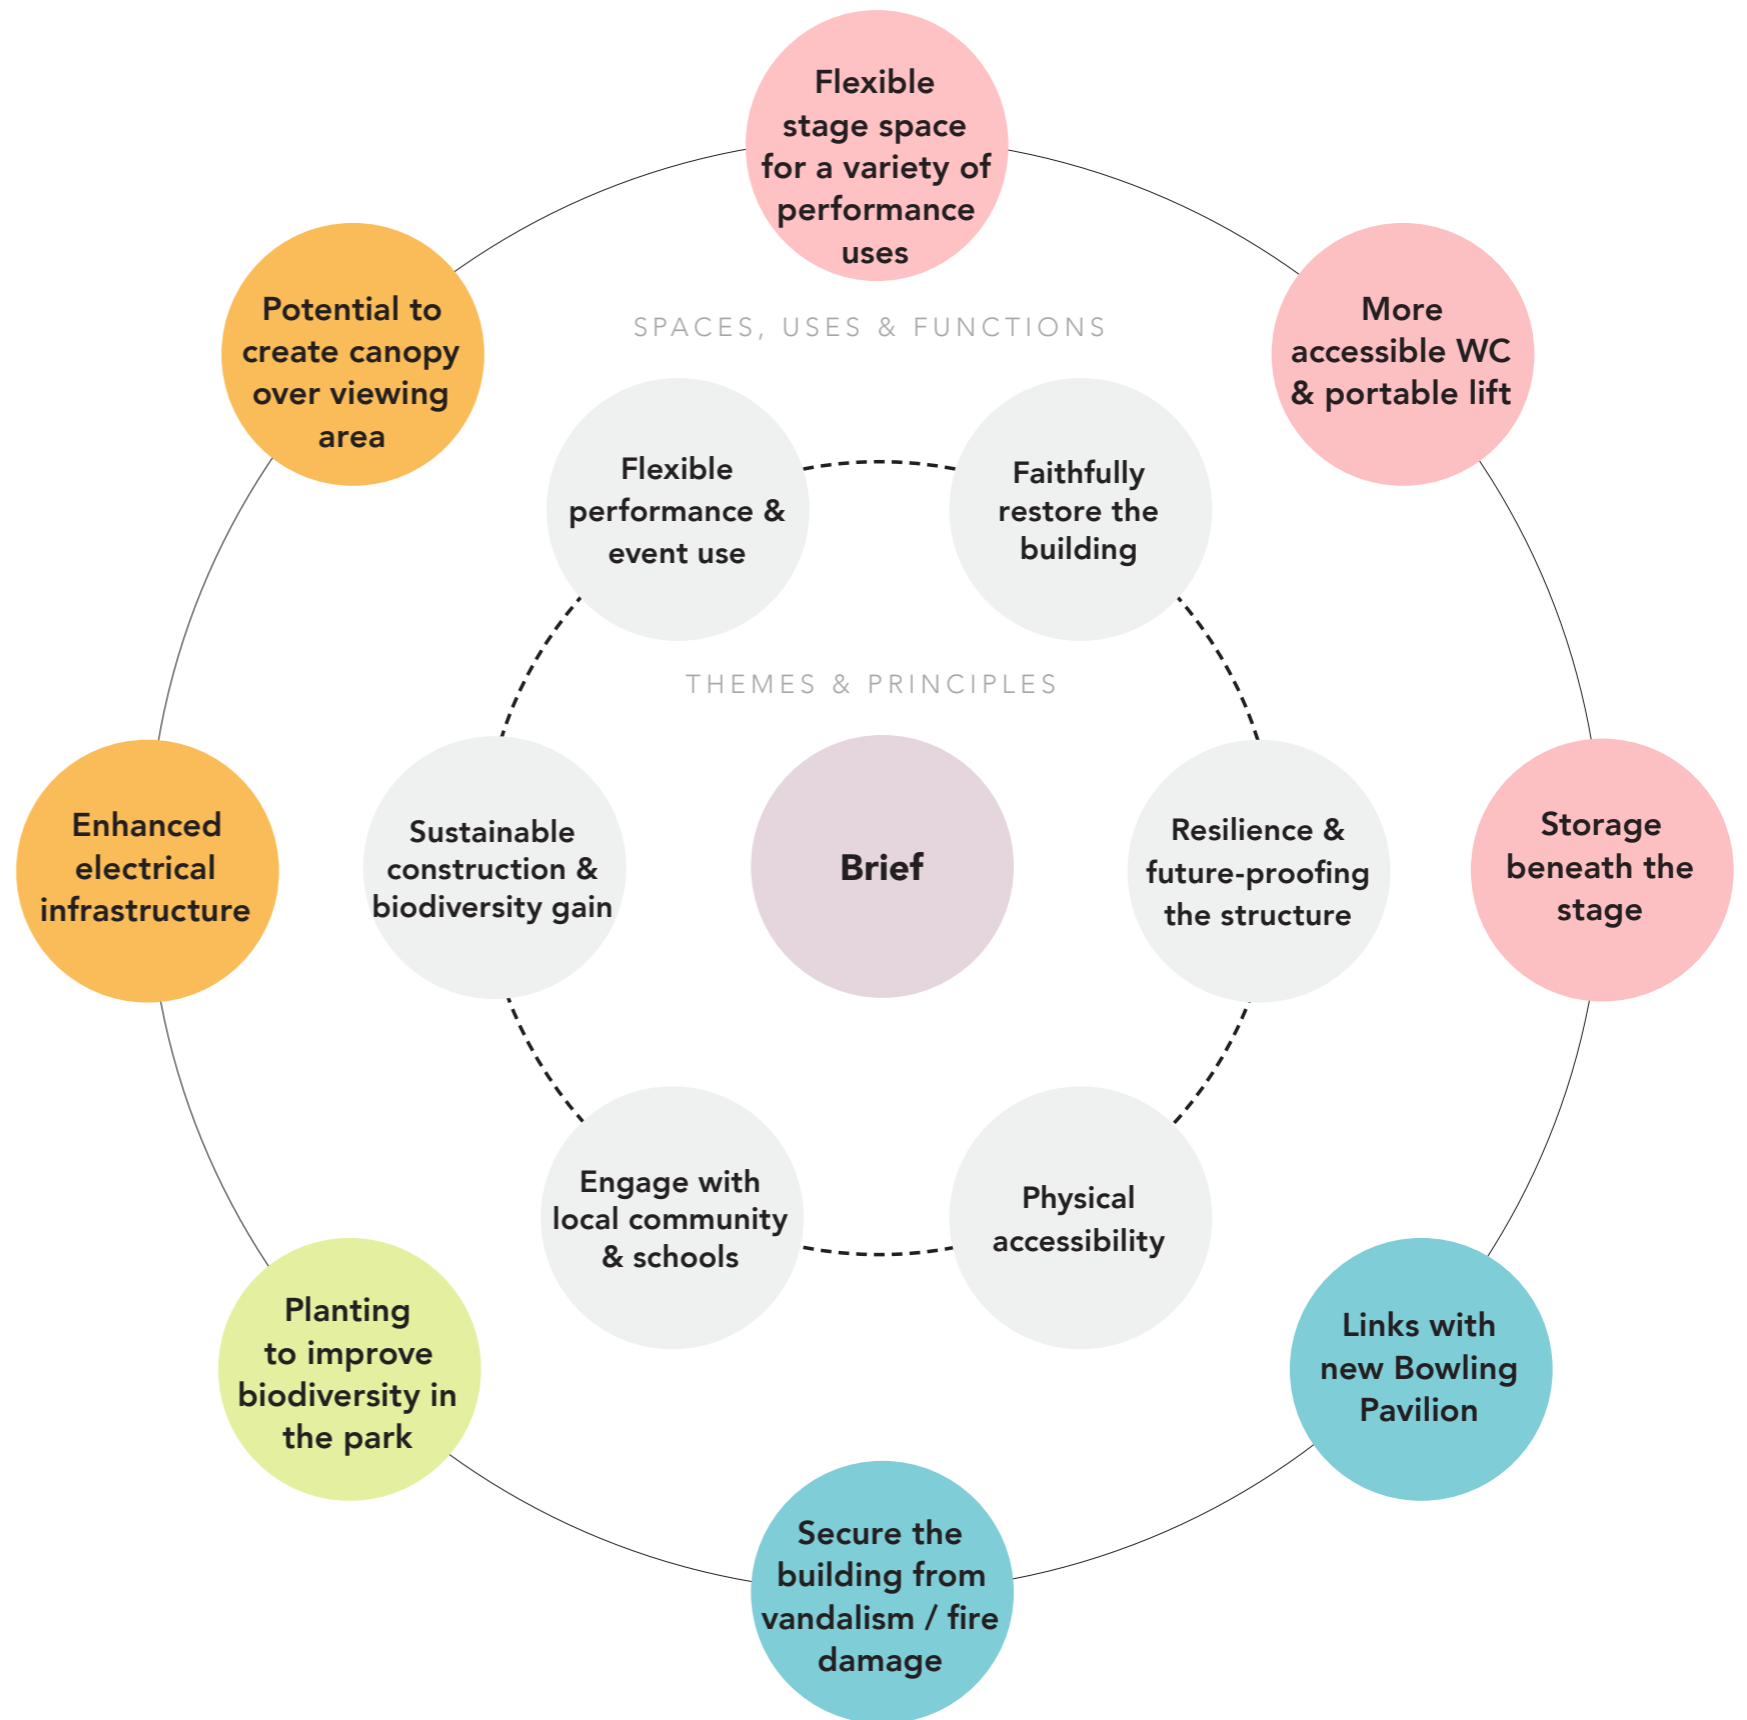 Flexible
stage space
for a variety of
performance
uses
Potential to
create canopy
over viewing
area
More
accessible WC
& portable lift
SPACES, USES & FUNCTIONS
Flexible
performance &
event use
Faithfully
restore the
building
THEMES & PRINCIPLES
Enhanced
electrical
infrastructure
Sustainable
construction &
biodiversity gain
Brief
Resilience &
future-proofing
the structure
Storage
beneath the
stage
Engage with
local community
& schools
Physical
accessibility
Planting
to improve
biodiversity in
the park
Links with
new Bowling
Pavilion
Secure the
building from
vandalism / fire
damage